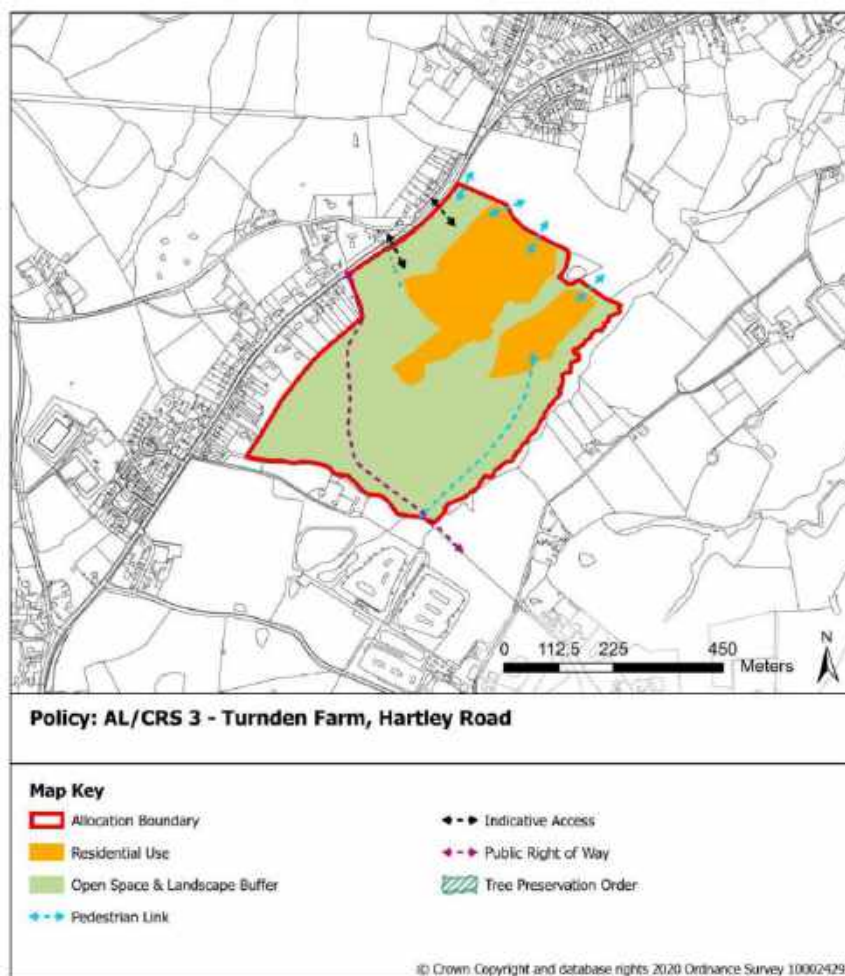 0 112.5 225 450
Meters
N
Policy: AL/CRS 3 - Turnden Farm, Hartley Road
Map Key
Allocation Boundary
Residential Use
Open Space & Landscape Buffer
Pedestrian Link
Indicative Access
Public Right of Way
Tree Preservation Order
© Crown Copyright and database rights 2020 Ordnance Survey 10002429